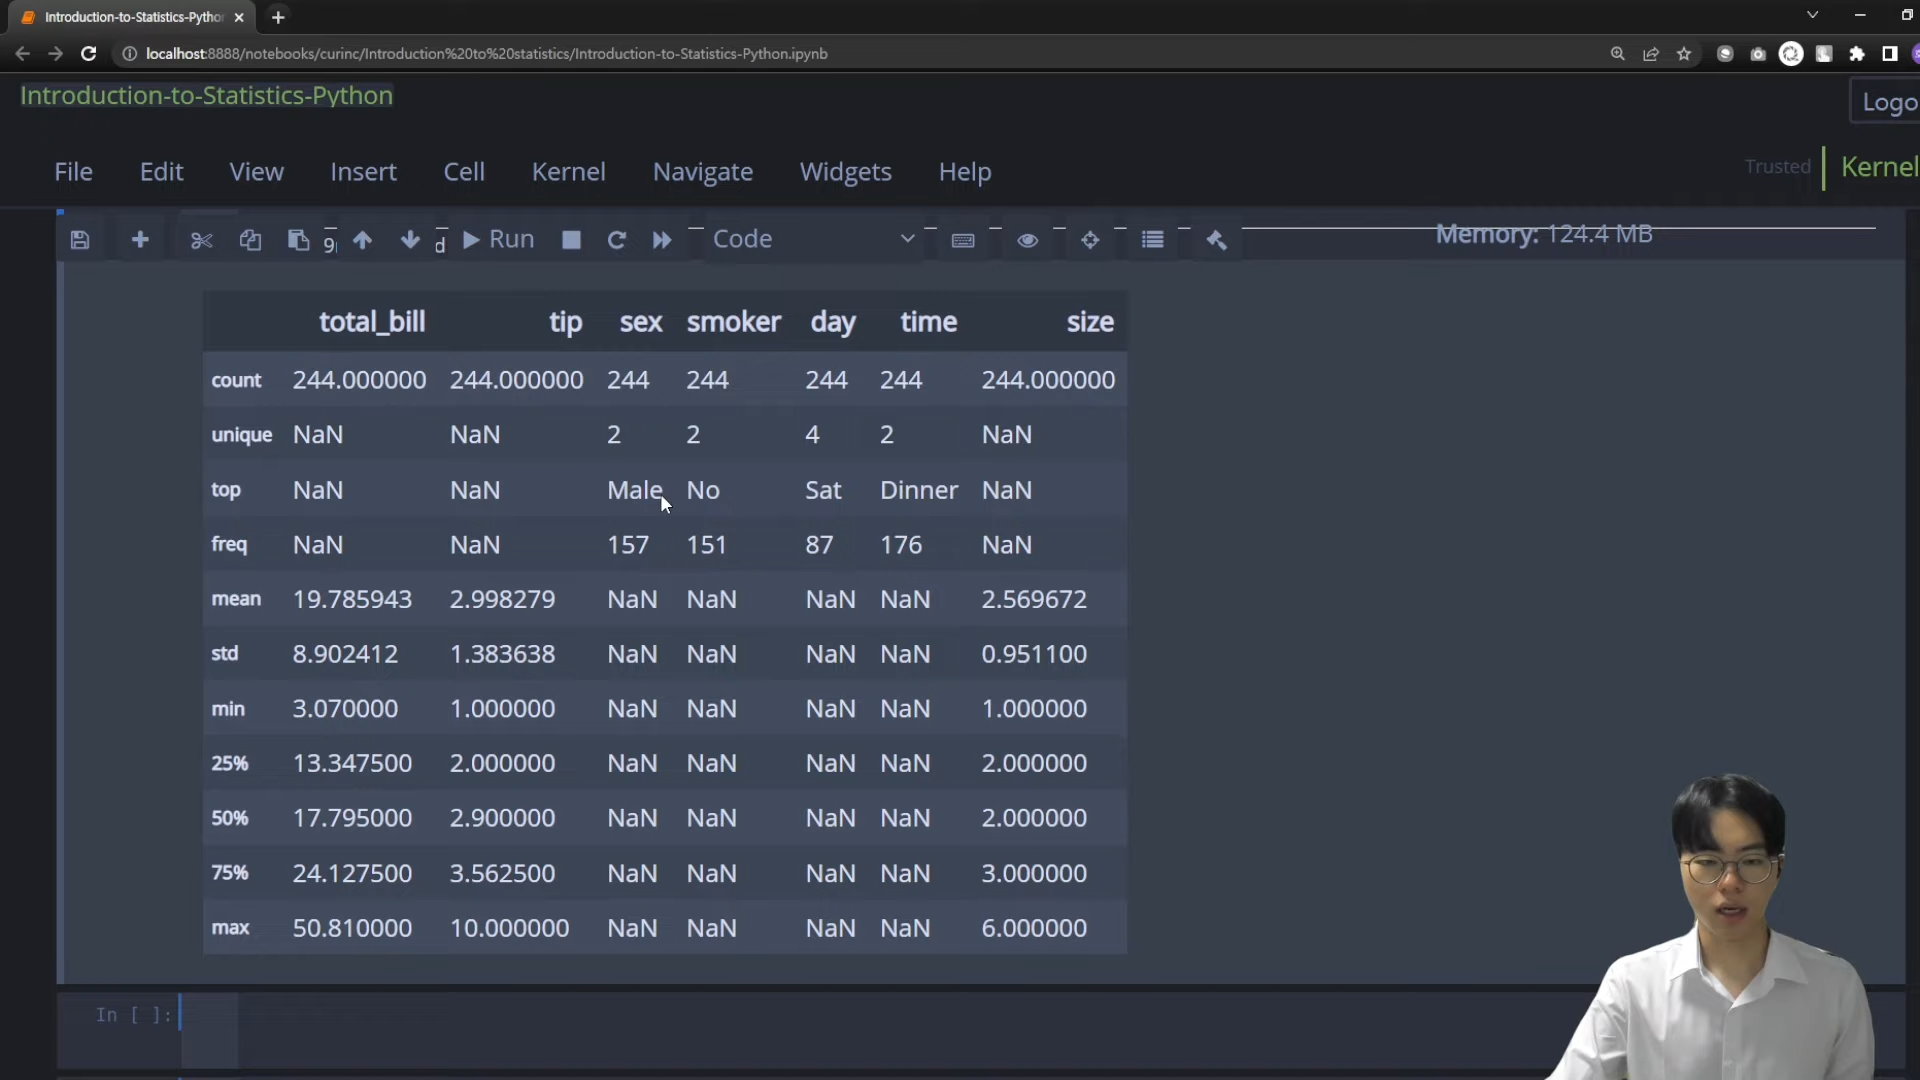 Introduction-to-Statistics-Pytho
localhost:8888/notebooks/curinc/Introduction%20to%20statistics/Introduction-to-Statistics-Python.ipynb
Introduction-to-Statistics-Python
Logo
File Edit View Insert Cell Kernel Navigate Widgets Help
Trusted Kernel
Run Code Memory: 124.4 MB
total_bill tip sex smoker day time size
count 244.000000 244.000000 244 244 244 244 244.000000
unique NaN NaN 2 2 4 2 NaN
top NaN NaN Male No Sat Dinner NaN
freq NaN NaN 157 151 87 176 NaN
mean 19.785943 2.998279 NaN NaN NaN NaN 2.569672
std 8.902412 1.383638 NaN NaN NaN NaN 0.951100
min 3.070000 1.000000 NaN NaN NaN NaN 1.000000
25% 13.347500 2.000000 NaN NaN NaN NaN 2.000000
50% 17.795000 2.900000 NaN NaN NaN NaN 2.000000
75% 24.127500 3.562500 NaN NaN NaN NaN 3.000000
max 50.810000 10.000000 NaN NaN NaN NaN 6.000000
In [ ]: